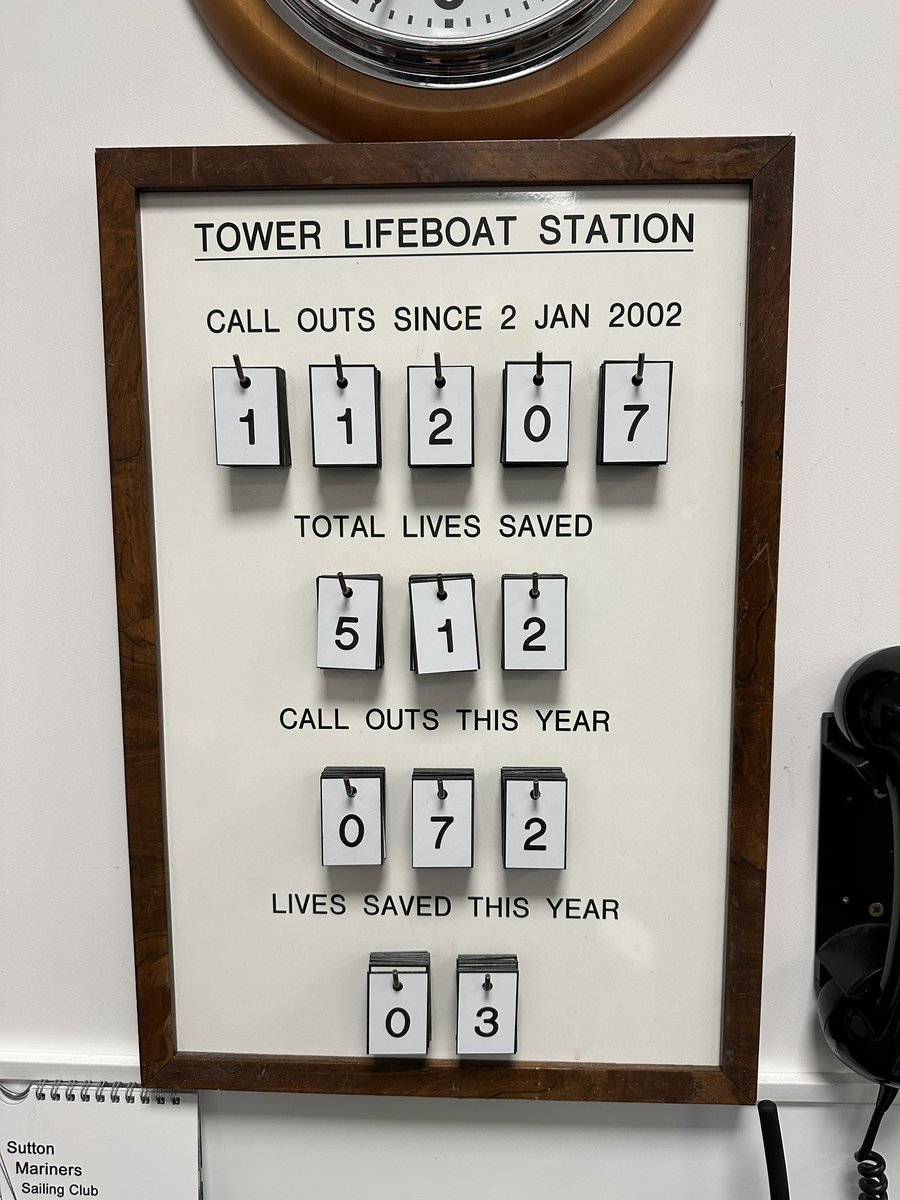 TOWER LIFEBOAT STATION
CALL OUTS SINCE 2 JAN 2002
1 1 2 0 7
TOTAL LIVES SAVED
5 1 2
CALL OUTS THIS YEAR
0 7 2
LIVES SAVED THIS YEAR
0 3
Sutton
Mariners
Sailing Club